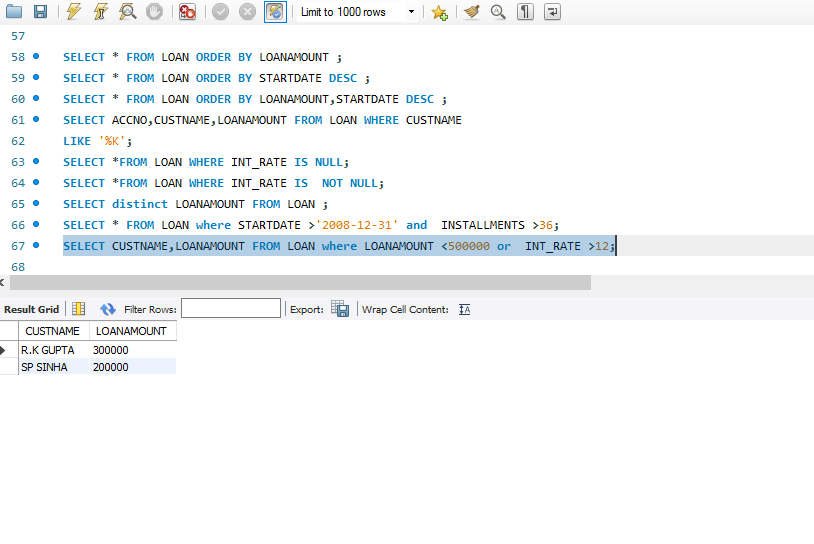 Limit to 1000 rows
57
58 SELECT * FROM LOAN ORDER BY LOANAMOUNT ;
59 SELECT * FROM LOAN ORDER BY STARTDATE DESC ;
60 SELECT * FROM LOAN ORDER BY LOANAMOUNT,STARTDATE DESC ;
61 SELECT ACCNO,CUSTNAME,LOANAMOUNT FROM LOAN WHERE CUSTNAME
62 LIKE '%K';
63 SELECT *FROM LOAN WHERE INT_RATE IS NULL;
64 SELECT *FROM LOAN WHERE INT_RATE IS  NOT NULL;
65 SELECT distinct LOANAMOUNT FROM LOAN ;
66 SELECT * FROM LOAN where STARTDATE >'2008-12-31' and  INSTALLMENTS >36;
67 SELECT CUSTNAME,LOANAMOUNT FROM LOAN where LOANAMOUNT <500000 or  INT_RATE >12;
68
Result Grid Filter Rows: Export: Wrap Cell Content: IA
CUSTNAME LOANAMOUNT
R.K GUPTA 300000
SP SINHA 200000